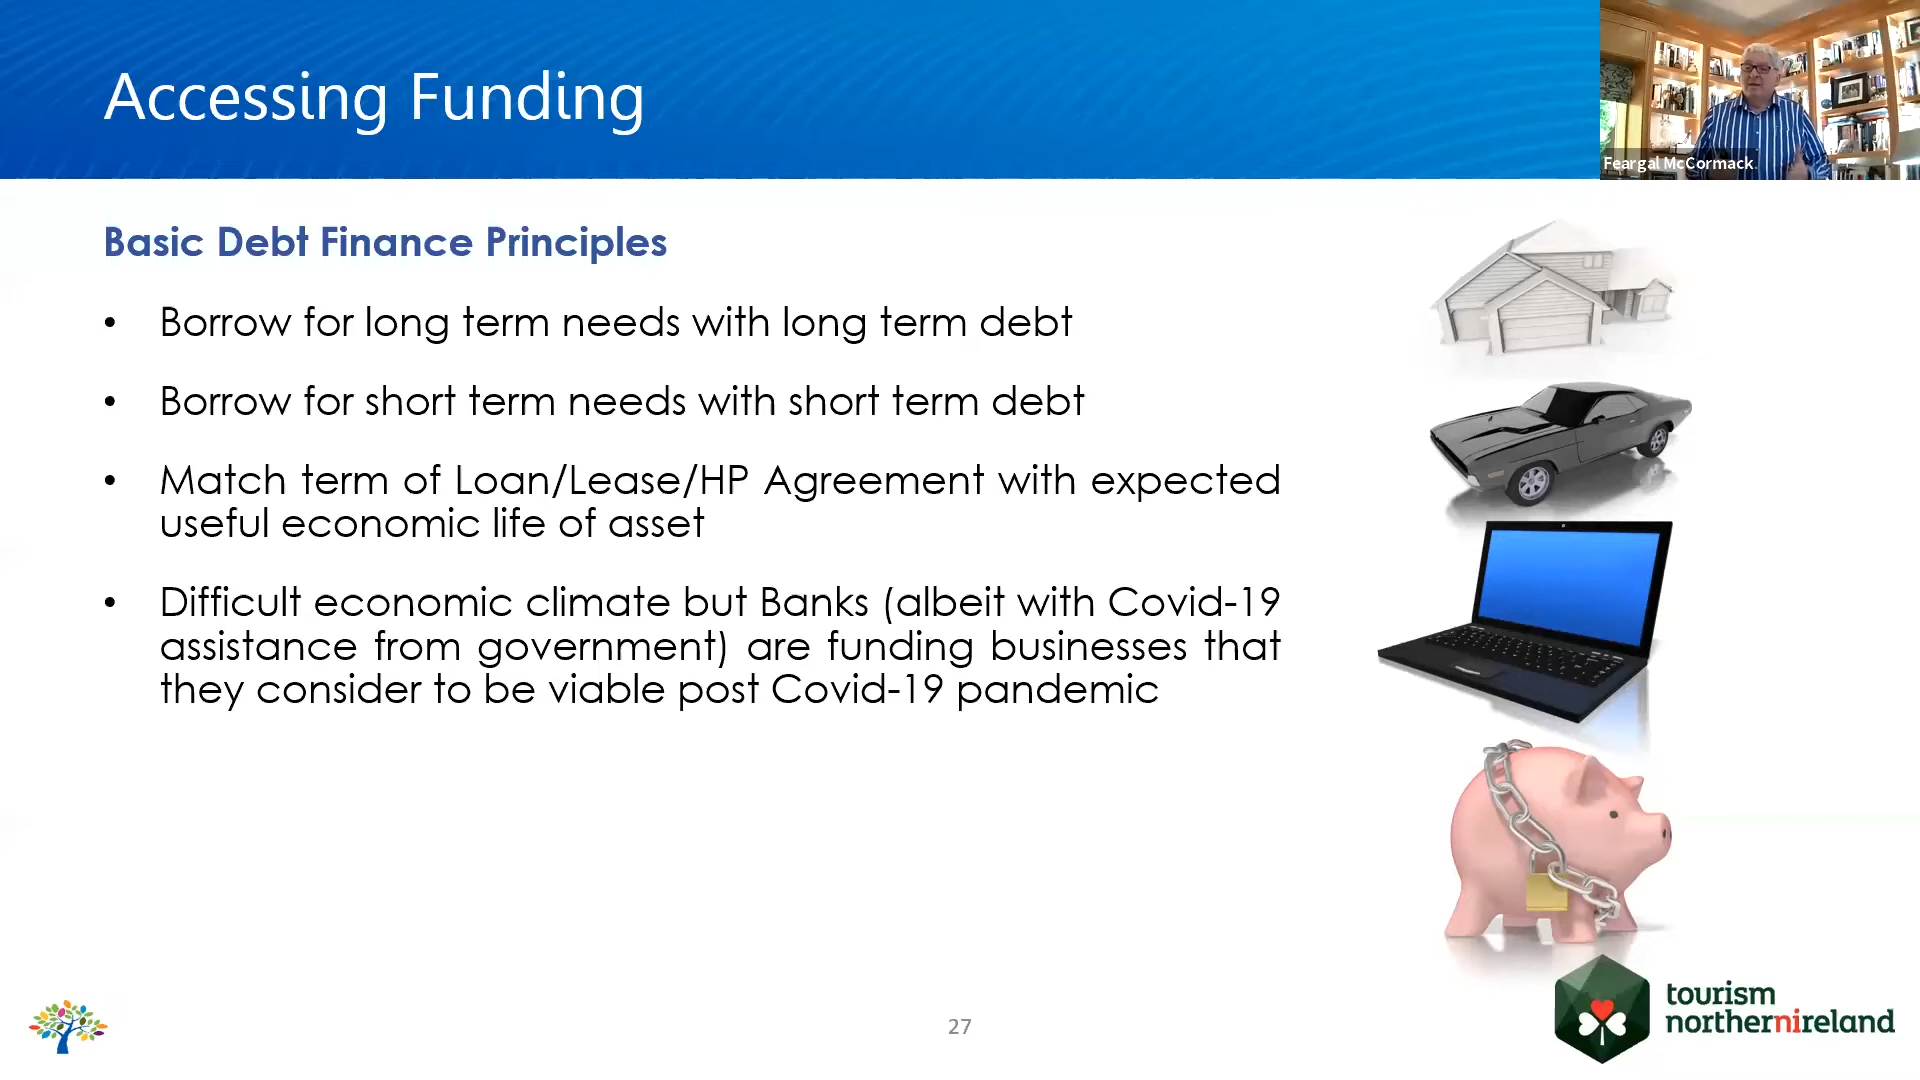 Accessing Funding
Feargal McCormack
Basic Debt Finance Principles
• Borrow for long term needs with long term debt
• Borrow for short term needs with short term debt
• Match term of Loan/Lease/HP Agreement with expected
useful economic life of asset
• Difficult economic climate but Banks (albeit with Covid-19
assistance from government) are funding businesses that
they consider to be viable post Covid-19 pandemic
27
tourism
northernireland